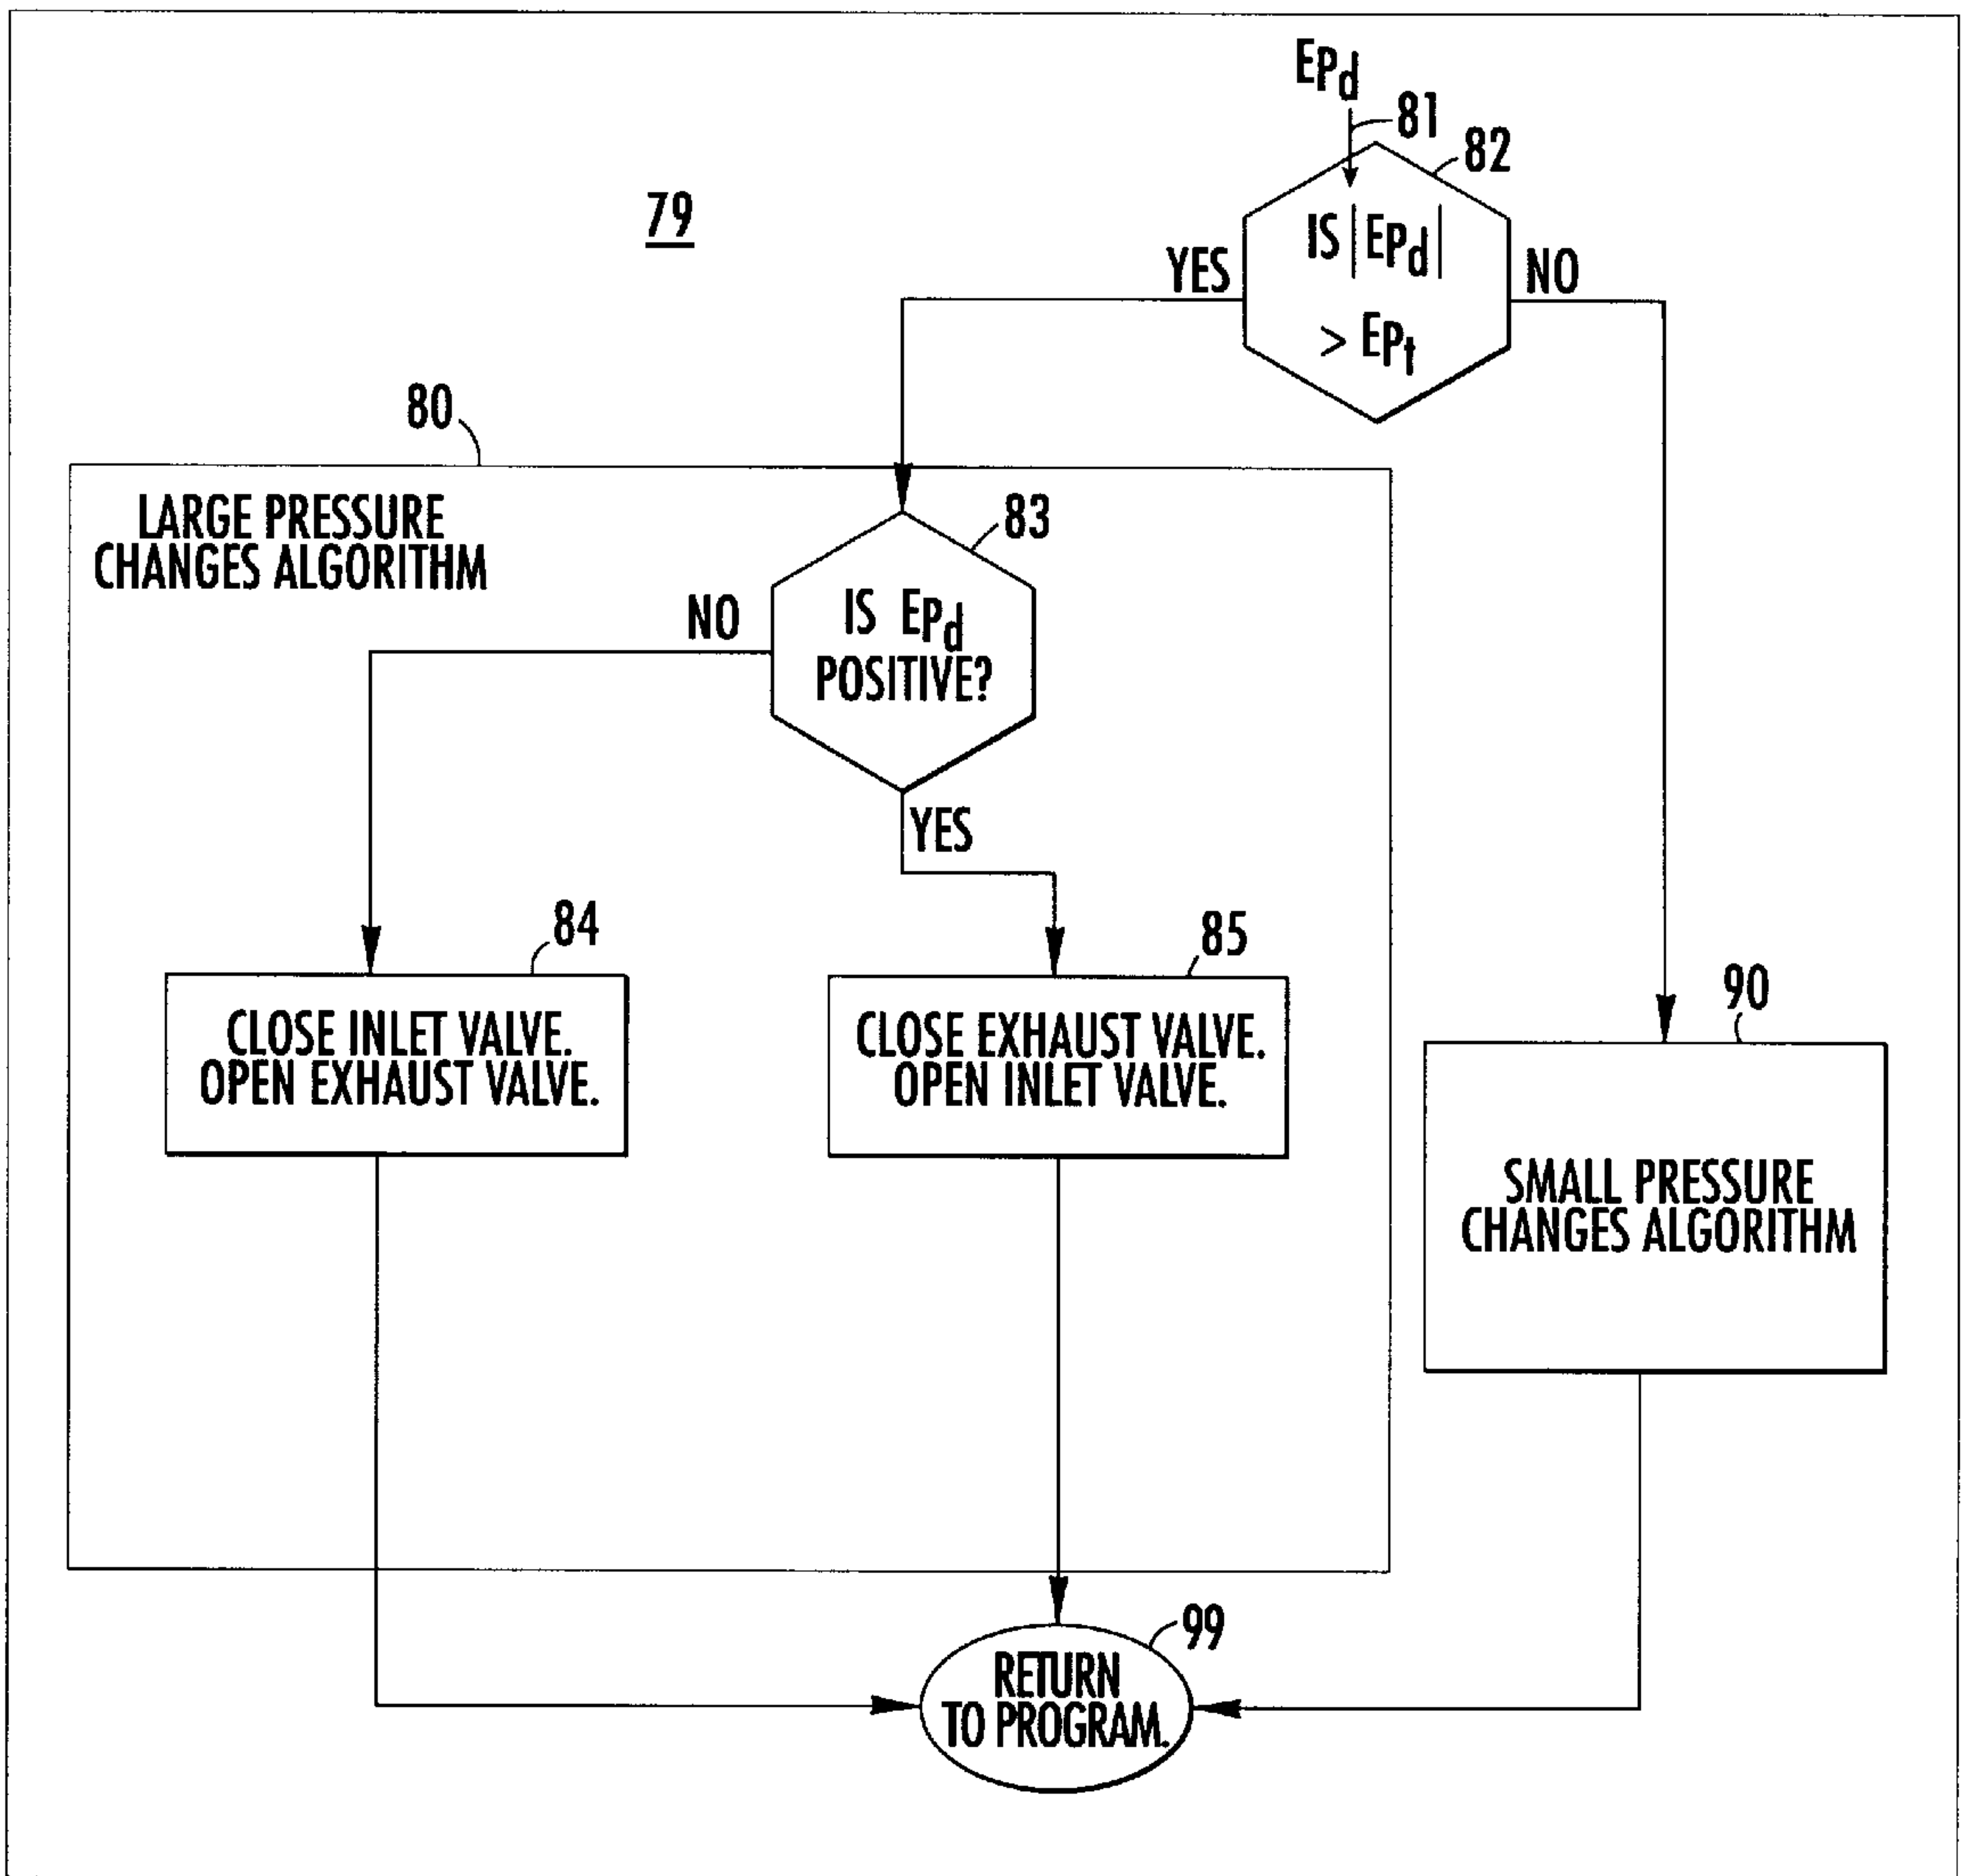 EPd
81
82
79
IS |EPd|
> EPt
YES
NO
80
LARGE PRESSURE
CHANGES ALGORITHM
83
IS EPd
POSITIVE?
NO
YES
84
85
CLOSE INLET VALVE.
OPEN EXHAUST VALVE.
CLOSE EXHAUST VALVE.
OPEN INLET VALVE.
90
SMALL PRESSURE
CHANGES ALGORITHM
99
RETURN
TO PROGRAM.